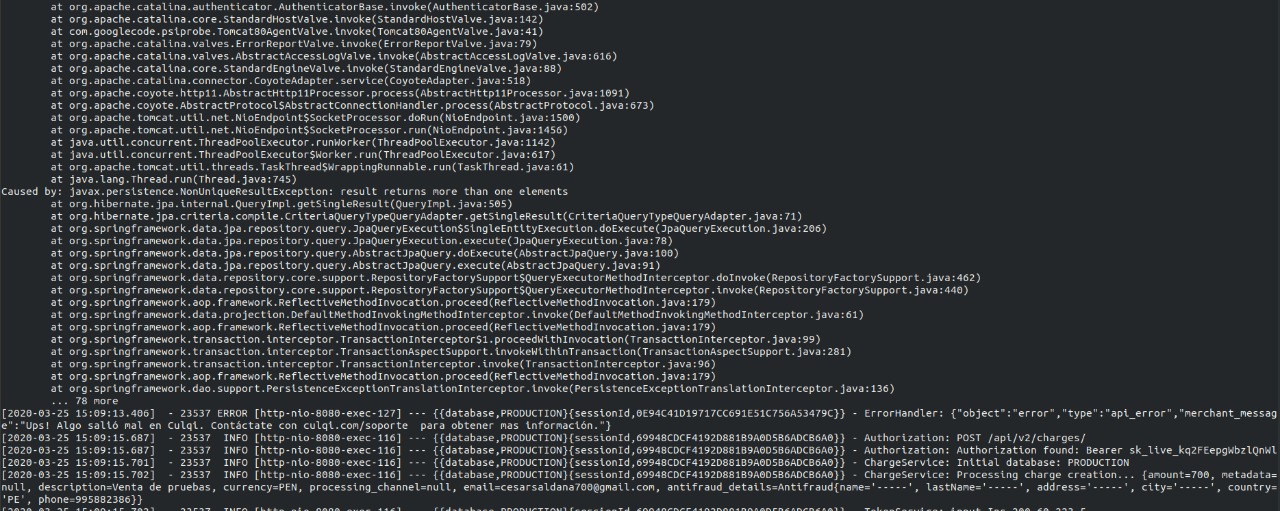 at org.apache.catalina.authenticator.AuthenticatorBase.invoke(AuthenticatorBase.java:502)
at org.apache.catalina.core.StandardHostValve.invoke(StandardHostValve.java:142)
at com.googlecode.psiprobe.Tomcat80AgentValve.invoke(Tomcat80AgentValve.java:41)
at org.apache.catalina.valves.ErrorReportValve.invoke(ErrorReportValve.java:79)
at org.apache.catalina.valves.AbstractAccessLogValve.invoke(AbstractAccessLogValve.java:616)
at org.apache.catalina.core.StandardEngineValve.invoke(StandardEngineValve.java:88)
at org.apache.catalina.connector.CoyoteAdapter.service(CoyoteAdapter.java:518)
at org.apache.coyote.http11.AbstractHttp11Processor.process(AbstractHttp11Processor.java:1091)
at org.apache.coyote.AbstractProtocol$AbstractConnectionHandler.process(AbstractProtocol.java:673)
at org.apache.tomcat.util.net.NioEndpoint$SocketProcessor.doRun(NioEndpoint.java:1500)
at org.apache.tomcat.util.net.NioEndpoint$SocketProcessor.run(NioEndpoint.java:1456)
at java.util.concurrent.ThreadPoolExecutor.runWorker(ThreadPoolExecutor.java:1142)
at java.util.concurrent.ThreadPoolExecutor$Worker.run(ThreadPoolExecutor.java:617)
at org.apache.tomcat.util.threads.TaskThread$WrappingRunnable.run(TaskThread.java:61)
at java.lang.Thread.run(Thread.java:745)
Caused by: javax.persistence.NonUniqueResultException: result returns more than one elements
at org.hibernate.jpa.internal.QueryImpl.getSingleResult(QueryImpl.java:505)
at org.hibernate.jpa.criteria.compile.CriteriaQueryTypeQueryAdapter.getSingleResult(CriteriaQueryTypeQueryAdapter.java:71)
at org.springframework.data.jpa.repository.query.JpaQueryExecution$SingleEntityExecution.doExecute(JpaQueryExecution.java:206)
at org.springframework.data.jpa.repository.query.JpaQueryExecution.execute(JpaQueryExecution.java:78)
at org.springframework.data.jpa.repository.query.AbstractJpaQuery.doExecute(AbstractJpaQuery.java:100)
at org.springframework.data.jpa.repository.query.AbstractJpaQuery.execute(AbstractJpaQuery.java:91)
at org.springframework.data.repository.core.support.RepositoryFactorySupport$QueryExecutorMethodInterceptor.doInvoke(RepositoryFactorySupport.java:462)
at org.springframework.data.repository.core.support.RepositoryFactorySupport$QueryExecutorMethodInterceptor.invoke(RepositoryFactorySupport.java:440)
at org.springframework.aop.framework.ReflectiveMethodInvocation.proceed(ReflectiveMethodInvocation.java:179)
at org.springframework.data.projection.DefaultMethodInvokingMethodInterceptor.invoke(DefaultMethodInvokingMethodInterceptor.java:61)
at org.springframework.aop.framework.ReflectiveMethodInvocation.proceed(ReflectiveMethodInvocation.java:179)
at org.springframework.transaction.interceptor.TransactionInterceptor$1.proceedWithInvocation(TransactionInterceptor.java:99)
at org.springframework.transaction.interceptor.TransactionAspectSupport.invokeWithinTransaction(TransactionAspectSupport.java:281)
at org.springframework.transaction.interceptor.TransactionInterceptor.invoke(TransactionInterceptor.java:96)
at org.springframework.aop.framework.ReflectiveMethodInvocation.proceed(ReflectiveMethodInvocation.java:179)
at org.springframework.dao.support.PersistenceExceptionTranslationInterceptor.invoke(PersistenceExceptionTranslationInterceptor.java:136)
... 78 more
[2020-03-25 15:09:13.406]  - 23537 ERROR [http-nio-8080-exec-127] --- {{database,PRODUCTION}{sessionId,0E94C41D19717CC691E51C756A53479C}} - ErrorHandler: {"object":"error","type":"api_error","merchant_messag
e":"Ups! Algo salió mal en Culqi. Contáctate con culqi.com/soporte  para obtener mas información."}
[2020-03-25 15:09:15.687]  - 23537  INFO [http-nio-8080-exec-116] --- {{database,PRODUCTION}{sessionId,69948CDCF4192D881B9A0D5B6ADCB6A0}} - Authorization: POST /api/v2/charges/
[2020-03-25 15:09:15.687]  - 23537  INFO [http-nio-8080-exec-116] --- {{database,PRODUCTION}{sessionId,69948CDCF4192D881B9A0D5B6ADCB6A0}} - Authorization: Authorization found: Bearer sk_live_kq2FEepgWbzlQnWl
[2020-03-25 15:09:15.701]  - 23537  INFO [http-nio-8080-exec-116] --- {{database,PRODUCTION}{sessionId,69948CDCF4192D881B9A0D5B6ADCB6A0}} - ChargeService: Initial database: PRODUCTION
[2020-03-25 15:09:15.702]  - 23537  INFO [http-nio-8080-exec-116] --- {{database,PRODUCTION}{sessionId,69948CDCF4192D881B9A0D5B6ADCB6A0}} - ChargeService: Processing charge creation... {amount=700, metadata=
null, description=Venta de pruebas, currency=PEN, processing_channel=null, email=cesarsaldana700@gmail.com, antifraud_details=Antifraud{name='-----', lastName='-----', address='-----', city='-----', country=
'PE', phone=995882386}}